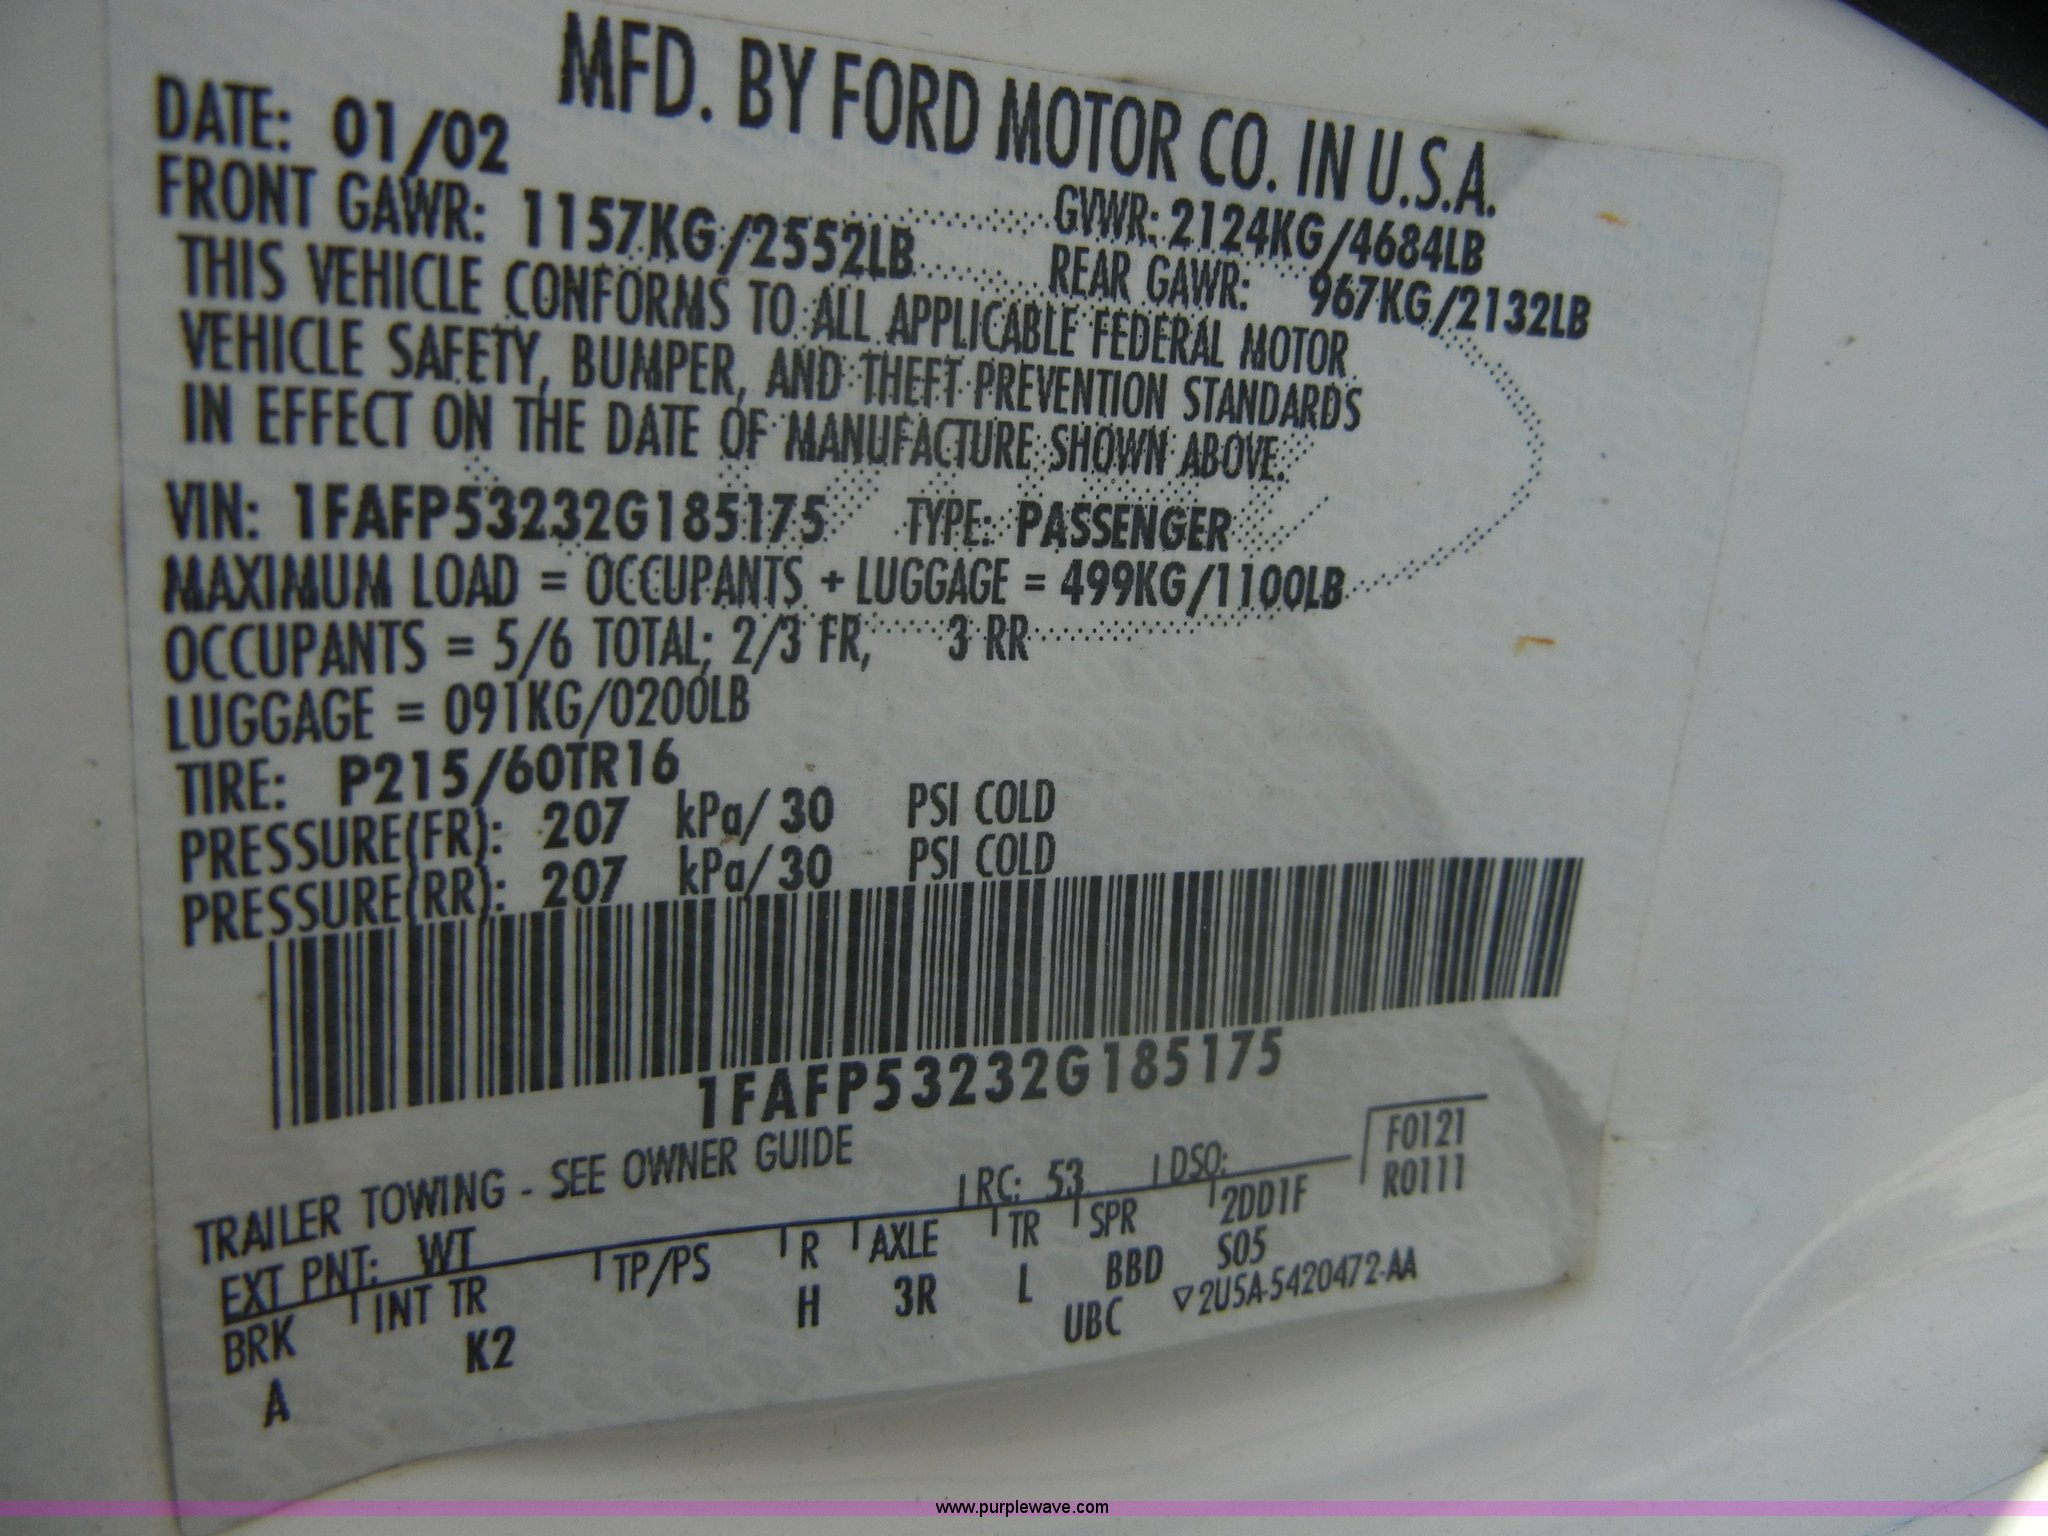 MFD. BY FORD MOTOR CO. IN U.S.A.
DATE: 01/02
GVWR: 2124KG/4684LB
FRONT GAWR: 1157KG/2552LB
REAR GAWR: 967KG/2132LB
THIS VEHICLE CONFORMS TO ALL APPLICABLE FEDERAL MOTOR
VEHICLE SAFETY, BUMPER, AND THEFT PREVENTION STANDARDS
IN EFFECT ON THE DATE OF MANUFACTURE SHOWN ABOVE.
VIN: 1FAFP53232G185175 TYPE: PASSENGER
MAXIMUM LOAD = OCCUPANTS + LUGGAGE = 499KG/1100LB
OCCUPANTS = 5/6 TOTAL; 2/3 FR, 3 RR
LUGGAGE = 091KG/0200LB
TIRE: P215/60TR16
PRESSURE(FR): 207 kPa/ 30 PSI COLD
PRESSURE(RR): 207 kPa/ 30 PSI COLD
1FAFP53232G185175
TRAILER TOWING - SEE OWNER GUIDE
F0121
R0111
EXT PNT: WT RC: 53 DSO:
BRK INT TR TP/PS R AXLE TR SPR 2DD1F
A K2 H 3R L BBD S05
UBC ▽2U5A-5420472-AA
www.purplewave.com